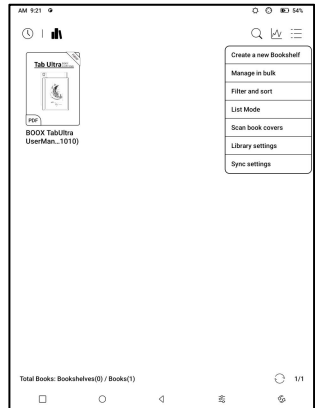 AM 9:21
54%
Create a new Bookshelf
Manage in bulk
Filter and sort
List Mode
Scan book covers
Library settings
Sync settings
Tab Ultra
PDF
BOOX TabUltra
UserMan...1010)
Total Books: Bookshelves(0) / Books(1)
1/1